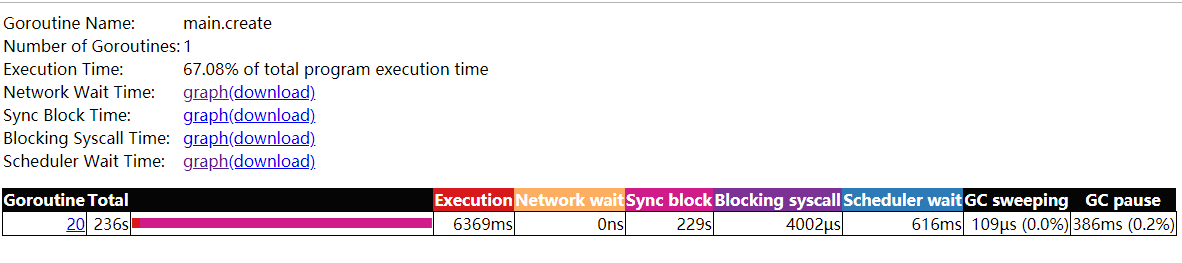 Goroutine Name: main.create
Number of Goroutines: 1
Execution Time: 67.08% of total program execution time
Network Wait Time: graph(download)
Sync Block Time: graph(download)
Blocking Syscall Time: graph(download)
Scheduler Wait Time: graph(download)
Goroutine Total Execution Network wait Sync block Blocking syscall Scheduler wait GC sweeping GC pause
20 236s 6369ms 0ns 229s 4002μs 616ms 109μs (0.0%) 386ms (0.2%)